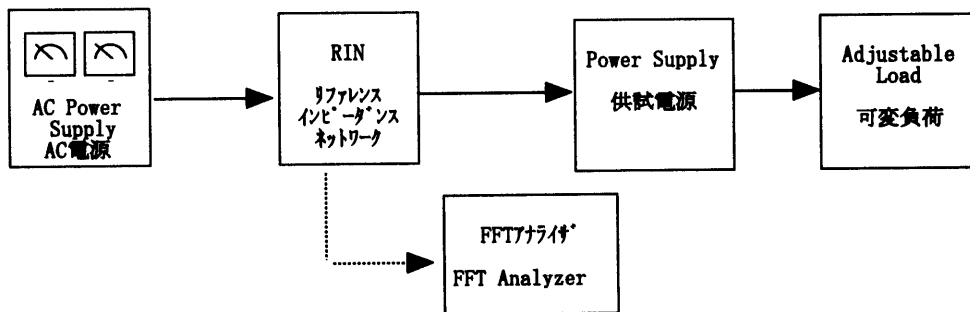 AC Power
Supply
AC電源
RIN
リファレンス
インピーダンス
ネットワーク
Power Supply
供試電源
Adjustable
Load
可変負荷
FFTアナライザ
FFT Analyzer